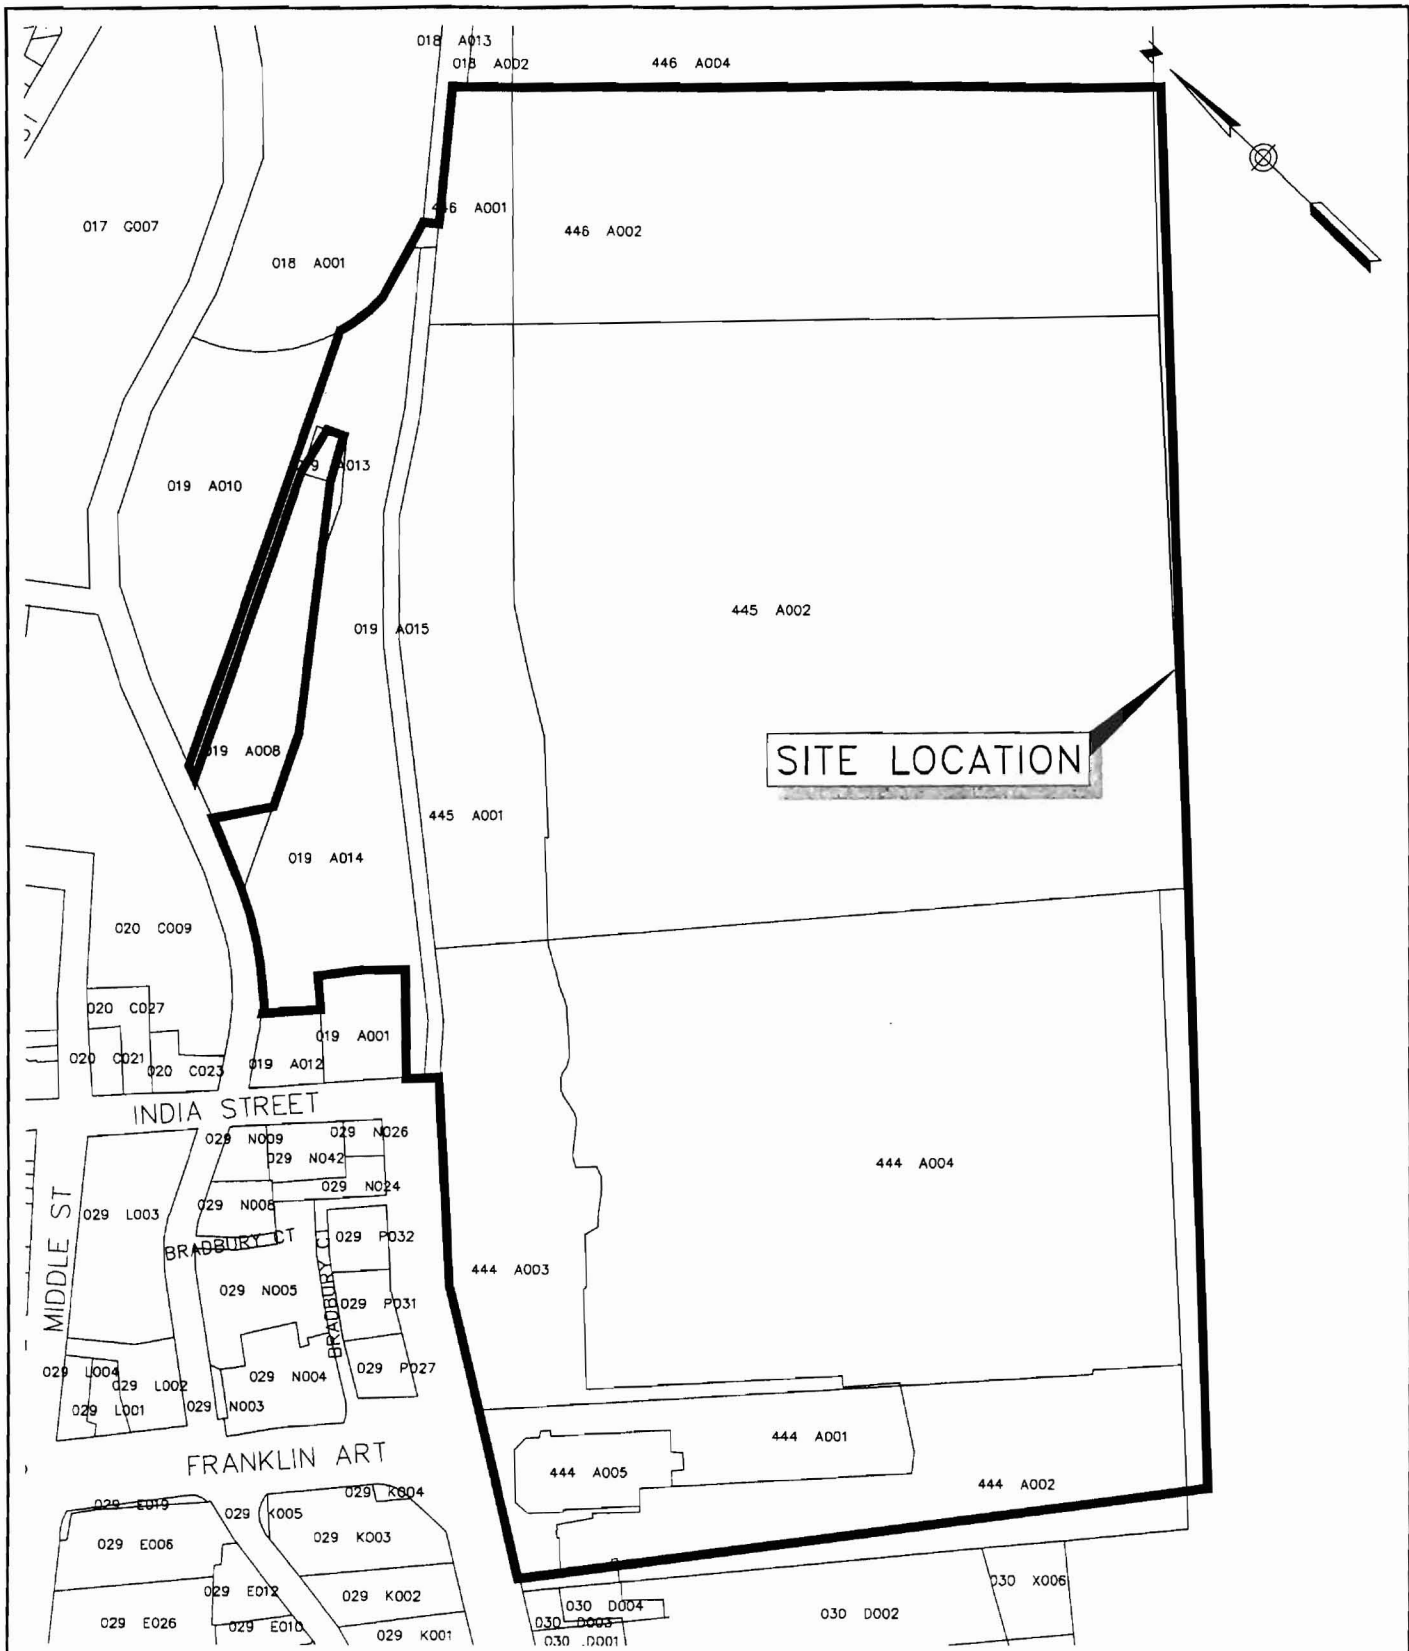 018 A013
018 A002
446 A004
N
017 G007
446 A001
446 A002
018 A001
019 A013
019 A010
445 A002
019 A015
SITE LOCATION
019 A008
445 A001
019 A014
020 C009
020 C027
019 A001
020 C021
020 C023
019 A012
INDIA STREET
029 N009
029 N026
029 N042
029 N024
444 A004
MIDDLE ST
029 L003
029 N008
BRADBURY CT
029 P032
BRADBURY CT
444 A003
029 N005
029 P031
029 L004
029 L002
029 N004
029 P027
029 L001
029 N003
444 A001
FRANKLIN ART
444 A005
444 A002
029 E019
029 K005
029 K004
029 E006
029 K003
029 E012
029 K002
030 X006
029 E026
029 E010
029 K001
030 D004
030 D003
030 D001
030 D002